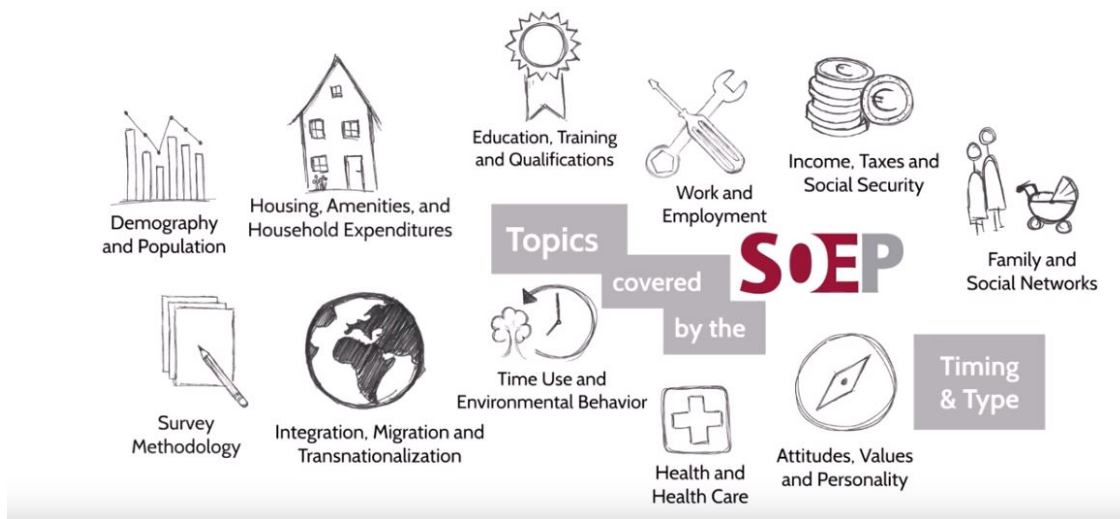 Education, Training
and Qualifications
Work and
Employment
Income, Taxes and
Social Security
Demography
and Population
Housing, Amenities, and
Household Expenditures
Family and
Social Networks
Topics
covered
by the
SOEP
Survey
Methodology
Integration, Migration and
Transnationalization
Time Use and
Environmental Behavior
Health and
Health Care
Attitudes, Values
and Personality
Timing
& Type